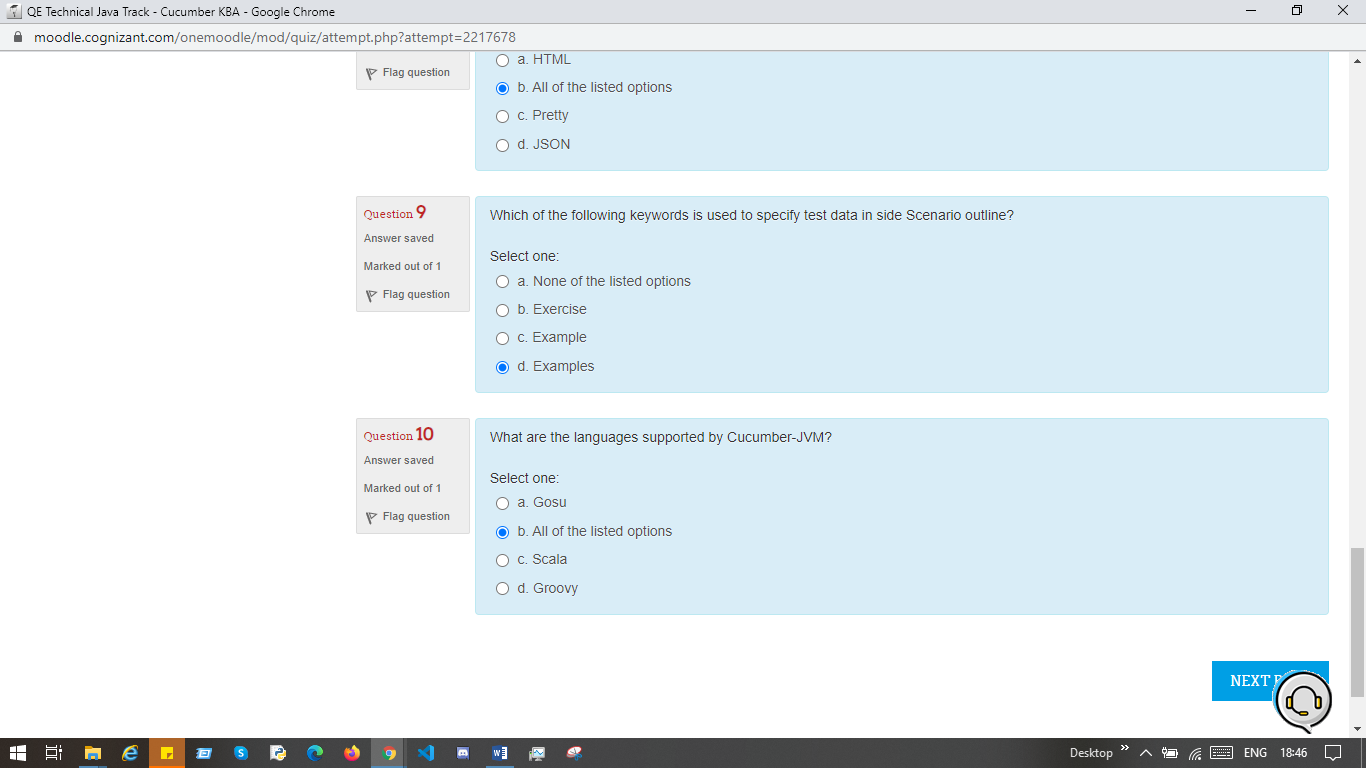 QE Technical Java Track - Cucumber KBA - Google Chrome
moodle.cognizant.com/onemoodle/mod/quiz/attempt.php?attempt=2217678
Flag question
a. HTML
b. All of the listed options
c. Pretty
d. JSON
Question 9
Answer saved
Marked out of 1
Flag question
Which of the following keywords is used to specify test data in side Scenario outline?
Select one:
a. None of the listed options
b. Exercise
c. Example
d. Examples
Question 10
Answer saved
Marked out of 1
Flag question
What are the languages supported by Cucumber-JVM?
Select one:
a. Gosu
b. All of the listed options
c. Scala
d. Groovy
NEXT
Desktop
ENG
18:46